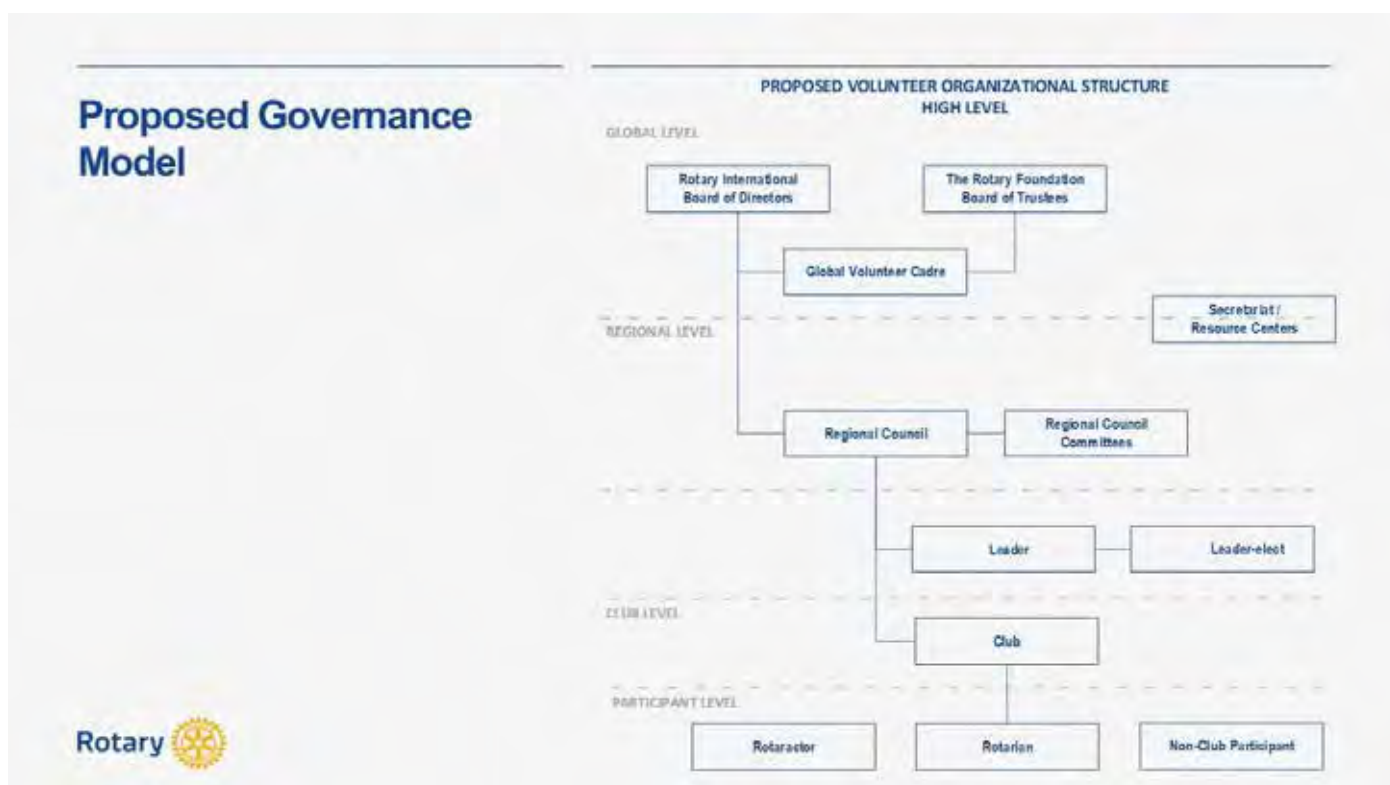 Proposed Governance
Model
PROPOSED VOLUNTEER ORGANIZATIONAL STRUCTURE
HIGH LEVEL
GLOBAL LEVEL
Rotary International
Board of Directors
The Rotary Foundation
Board of Trustees
Global Volunteer Cadre
Secretariat /
Resource Centers
REGIONAL LEVEL
Regional Council
Regional Council
Committees
Leader
Leader-elect
CLUB LEVEL
Club
PARTICIPANT LEVEL
Rotaractor
Rotarian
Non-Club Participant
Rotary